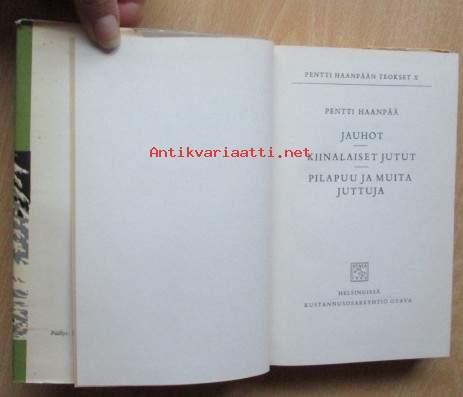 PENTTI HAANPÄÄN TEOKSET X
PENTTI HAANPÄÄ
JAUHOT
KIINALAISET JUTUT
PILAPUU JA MUITA
JUTTUJA
HELSINGISSÄ
KUSTANNUSOSAKEYHTIÖ OTAVA
Antikvariaatti.net